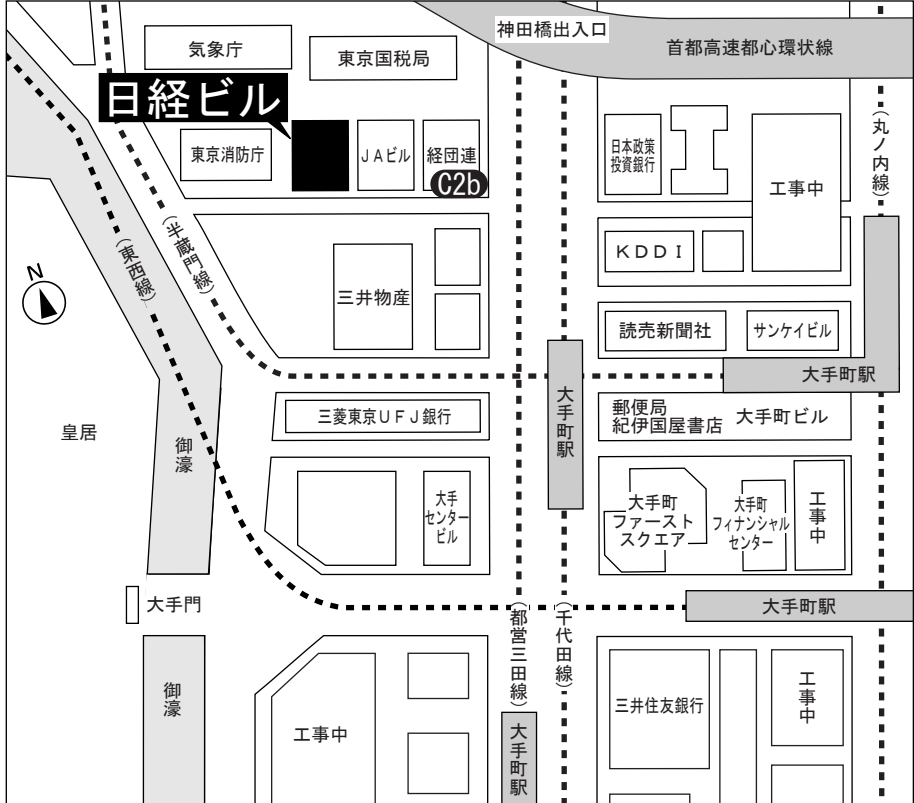 神田橋出入口
首都高速都心環状線
気象庁
東京国税局
日経ビル
東京消防庁
ＪＡビル
経団連
C2b
日本政策
投資銀行
工事中
（丸ノ内線）
（半蔵門線）
（東西線）
N
三井物産
ＫＤＤＩ
読売新聞社
サンケイビル
大手町駅
大手町駅
皇居
御濠
三菱東京ＵＦＪ銀行
郵便局
紀伊国屋書店
大手町ビル
大手
センター
ビル
大手町
ファースト
スクエア
大手町
フィナンシャル
センター
工事中
大手門
大手町駅
（都営三田線）
（千代田線）
御濠
工事中
大手町駅
三井住友銀行
工事中